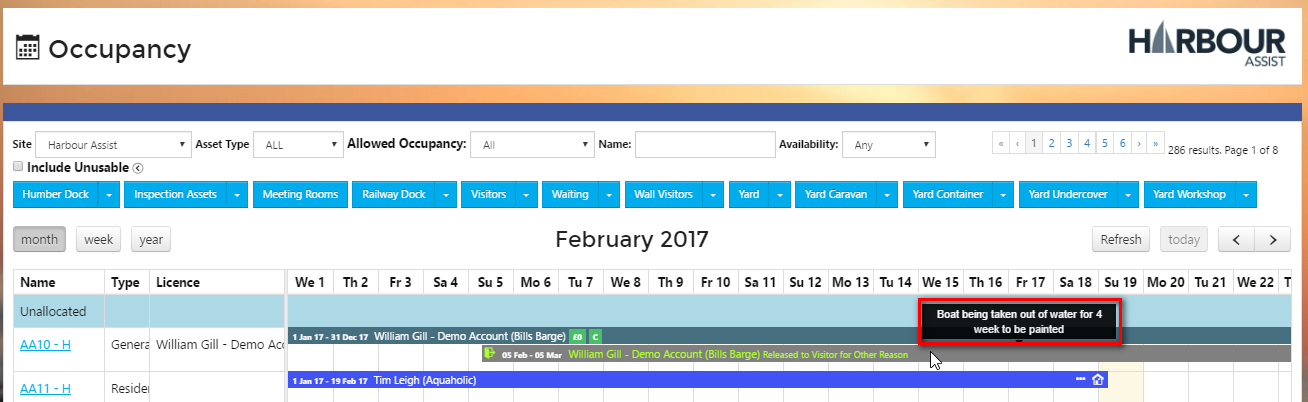 Occupancy
HARBOUR
ASSIST
Site Harbour Assist Asset Type ALL Allowed Occupancy: All Name: Availability: Any « ‹ 1 2 3 4 5 6 › » 286 results. Page 1 of 8
Include Unusable
Humber Dock Inspection Assets Meeting Rooms Railway Dock Visitors Waiting Wall Visitors Yard Yard Caravan Yard Container Yard Undercover Yard Workshop
month week year February 2017 Refresh today
Name Type Licence We 1 Th 2 Fr 3 Sa 4 Su 5 Mo 6 Tu 7 We 8 Th 9 Fr 10 Sa 11 Su 12 Mo 13 Tu 14 We 15 Th 16 Fr 17 Sa 18 Su 19 Mo 20 Tu 21 We 22 T
Unallocated
Boat being taken out of water for 4
week to be painted
AA10 - H Genera William Gill - Demo Acc 1 Jan 17 - 31 Dec 17 William Gill - Demo Account (Bills Barge) £0 C
05 Feb - 05 Mar William Gill - Demo Account (Bills Barge) Released to Visitor for Other Reason
AA11 - H Resider 1 Jan 17 - 19 Feb 17 Tim Leigh (Aquaholic)